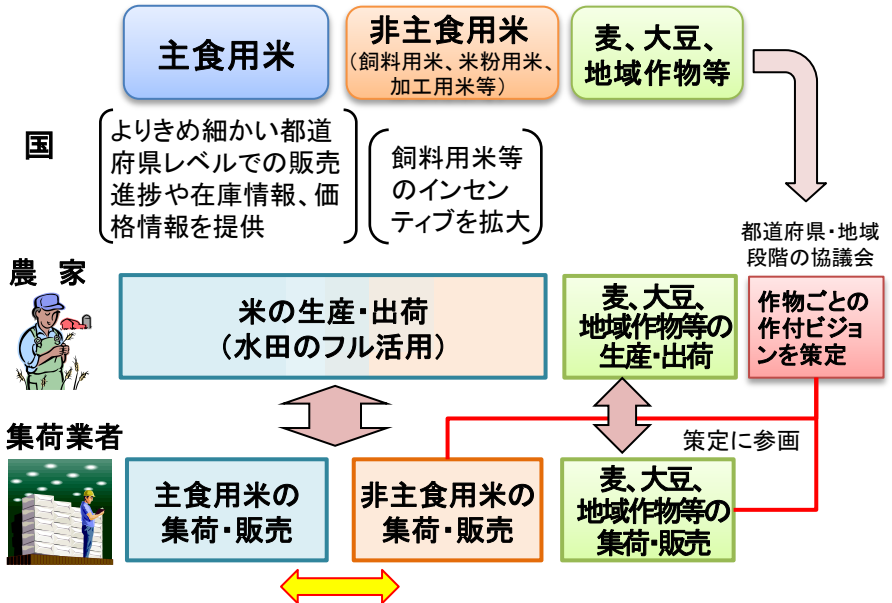 主食用米
非主食用米
（飼料用米、米粉用米、
加工用米等）
麦、大豆、
地域作物等
国
よりきめ細かい都道
府県レベルでの販売
進捗や在庫情報、価
格情報を提供
飼料用米等
のインセン
ティブを拡大
都道府県・地域
段階の協議会
農　家
米の生産・出荷
（水田のフル活用）
麦、大豆、
地域作物等の
生産・出荷
作物ごとの
作付ビジョ
ンを策定
集荷業者
策定に参画
主食用米の
集荷・販売
非主食用米の
集荷・販売
麦、大豆、
地域作物等の
集荷・販売